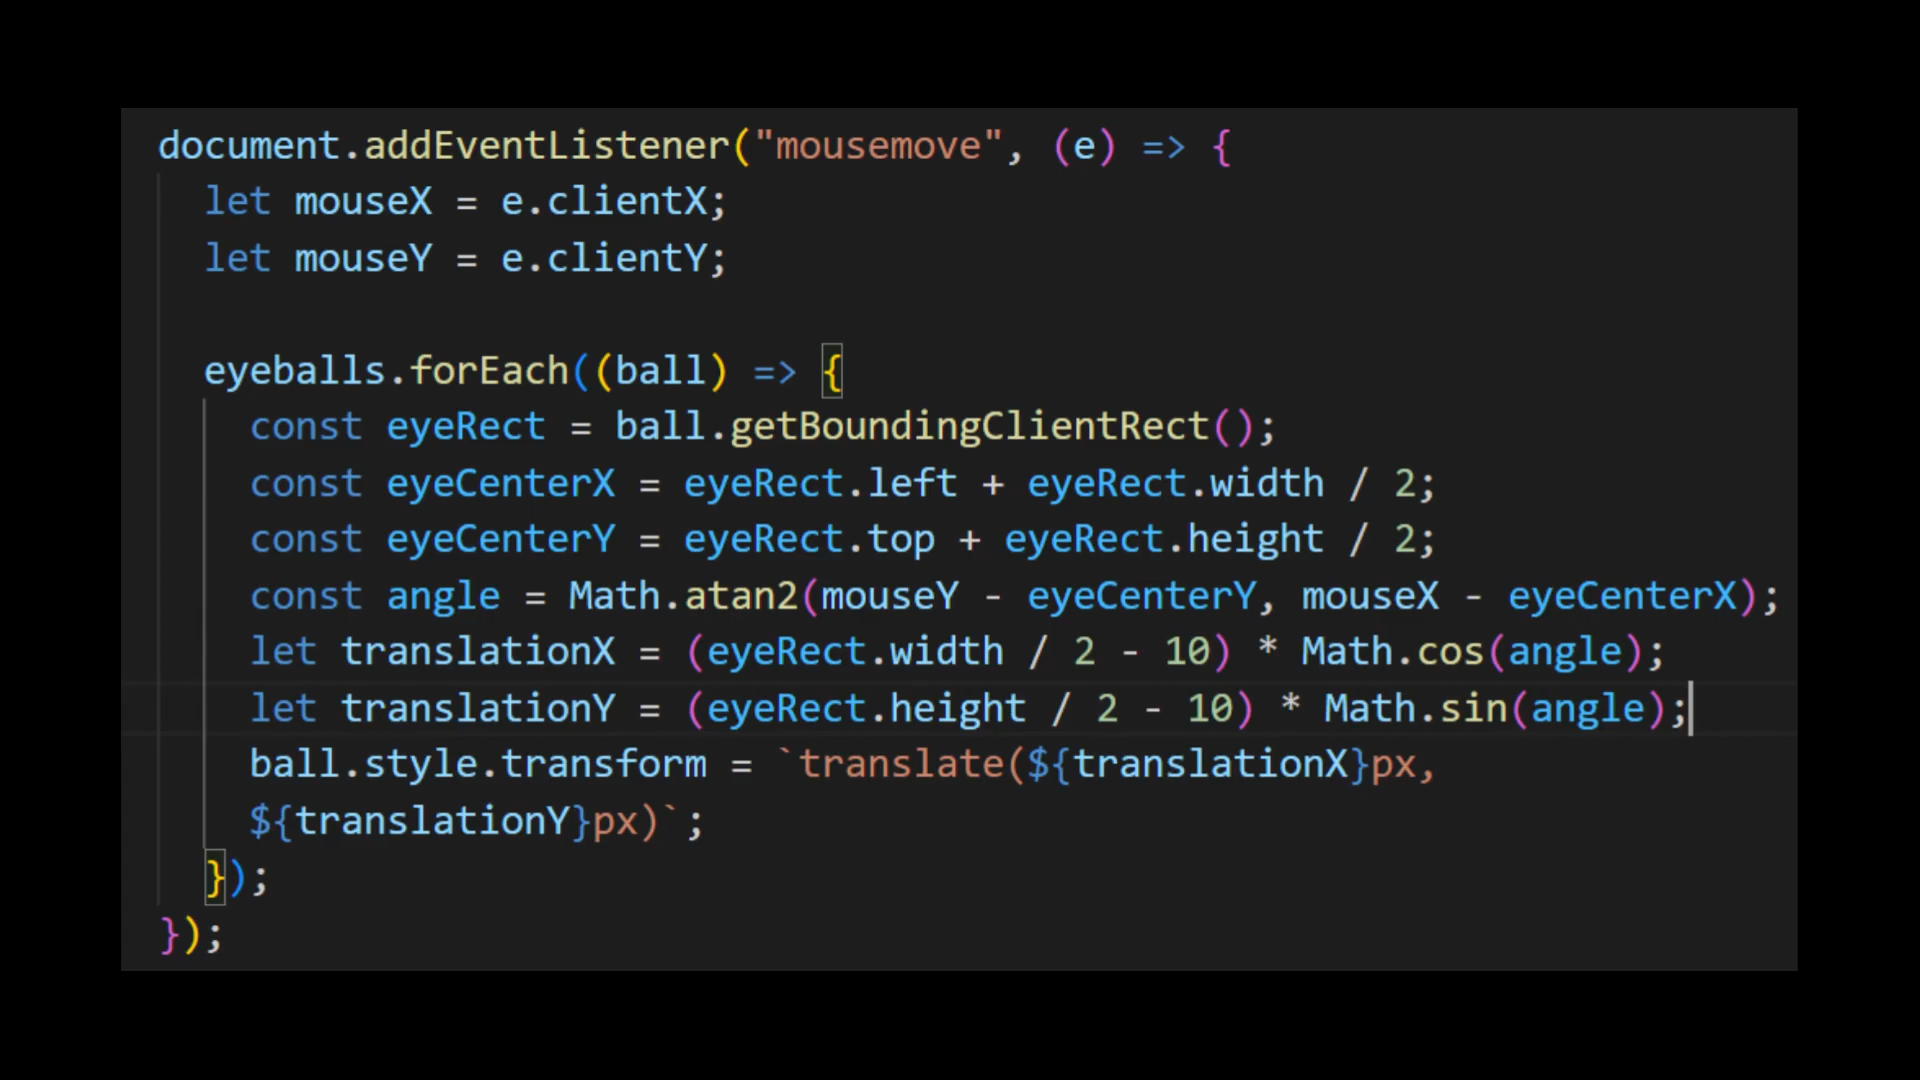 document.addEventListener("mousemove", (e) => {
let mouseX = e.clientX;
let mouseY = e.clientY;
eyeballs.forEach((ball) => {
const eyeRect = ball.getBoundingClientRect();
const eyeCenterX = eyeRect.left + eyeRect.width / 2;
const eyeCenterY = eyeRect.top + eyeRect.height / 2;
const angle = Math.atan2(mouseY - eyeCenterY, mouseX - eyeCenterX);
let translationX = (eyeRect.width / 2 - 10) * Math.cos(angle);
let translationY = (eyeRect.height / 2 - 10) * Math.sin(angle);
ball.style.transform = `translate(${translationX}px,
${translationY}px)`;
});
});